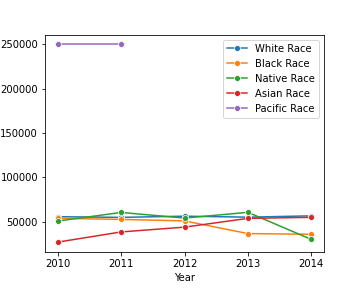 250000
200000
150000
100000
50000
2010 2011 2012 2013 2014
Year
White Race
Black Race
Native Race
Asian Race
Pacific Race